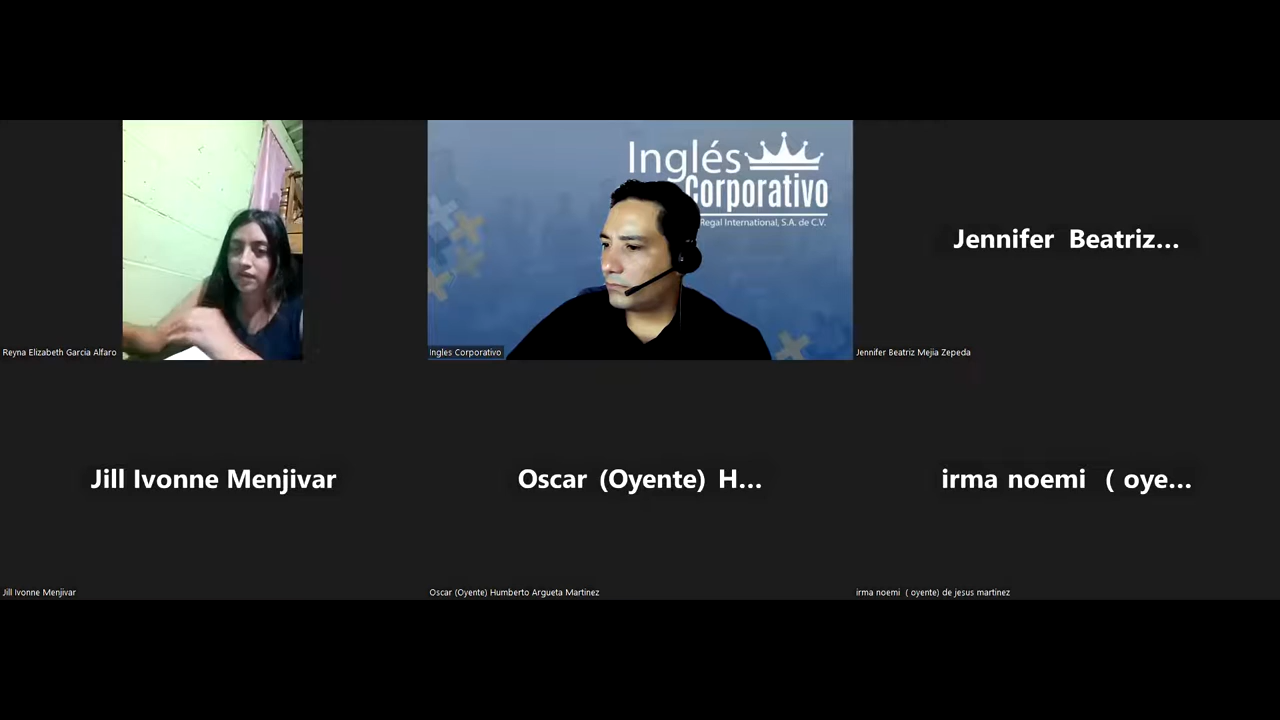 Inglés
Corporativo
Regal International, S.A. de C.V.
Jennifer Beatriz...
Reyna Elizabeth Garcia Alfaro
Ingles Corporativo
Jennifer Beatriz Mejia Zepeda
Jill Ivonne Menjivar
Oscar (Oyente) H...
irma noemi ( oye...
Jill Ivonne Menjivar
Oscar (Oyente) Humberto Argueta Martinez
irma noemi ( oyente) de jesus martinez